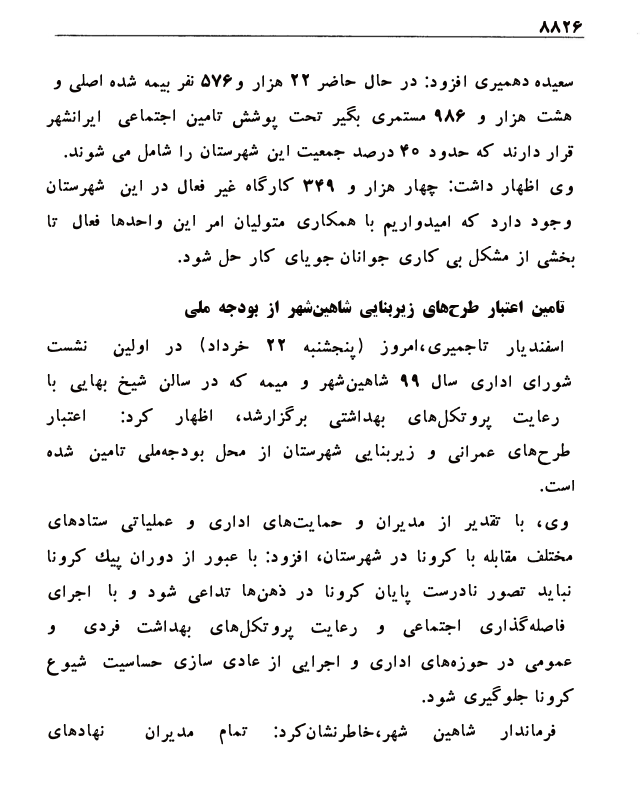 ۸۸۲۶
سعیده دهمیری افزود: در حال حاضر ۲۲ هزار و۵۷۶ نفر بیمه شده اصلی و
هشت هزار و ۹۸۶ مستمری بگیر تحت پوشش تامین اجتماعی ایرانشهر
قرار دارند که حدود ۴۰ درصد جمعیت این شهرستان را شامل می شوند.
وی اظهار داشت: چهار هزار و ۳۴۹ کارگاه غیر فعال در این شهرستان
وجود دارد که امیدواریم با همکاری متولیان امر این واحدها فعال تا
بخشی از مشکل بی کاری جوانان جویای کار حل شود.
تامین اعتبار طرح‌های زیربنایی شاهین‌شهر از بودجه ملی
اسفندیار تاجمیری،امروز (پنجشنبه ۲۲ خرداد) در اولین نشست
شورای اداری سال ۹۹ شاهین‌شهر و میمه که در سالن شیخ بهایی با
رعایت پروتکل‌های بهداشتی برگزارشد، اظهار کرد: اعتبار
طرح‌های عمرانی و زیربنایی شهرستان از محل بودجه‌ملی تامین شده
است.
وی، با تقدیر از مدیران و حمایت‌های اداری و عملیاتی ستادهای
مختلف مقابله با کرونا در شهرستان، افزود: با عبور از دوران پیك کرونا
نباید تصور نادرست پایان کرونا در ذهن‌ها تداعی شود و با اجرای
فاصله‌گذاری اجتماعی و رعایت پروتکل‌های بهداشت فردی و
عمومی در حوزه‌های اداری و اجرایی از عادی سازی حساسیت شیوع
کرونا جلوگیری شود.
فرماندار شاهین شهر،خاطرنشان‌کرد: تمام مدیران نهادهای